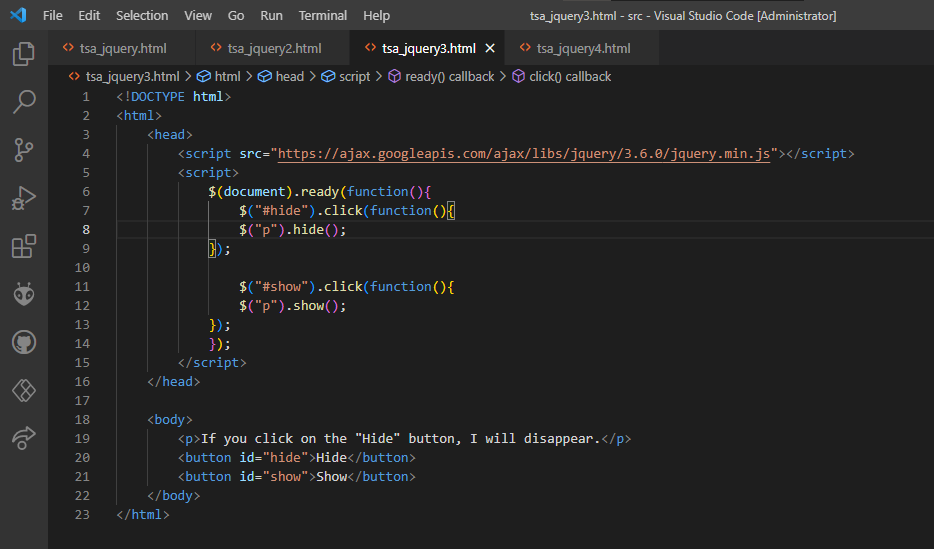 File Edit Selection View Go Run Terminal Help tsa_jquery3.html - src - Visual Studio Code [Administrator]
tsa_jquery.html tsa_jquery2.html tsa_jquery3.html tsa_jquery4.html
tsa_jquery3.html > html > head > script > ready() callback > click() callback
1 <!DOCTYPE html>
2 <html>
3 <head>
4 <script src="https://ajax.googleapis.com/ajax/libs/jquery/3.6.0/jquery.min.js"></script>
5 <script>
6 $(document).ready(function(){
7 $("#hide").click(function(){
8 $("p").hide();
9 });
10
11 $("#show").click(function(){
12 $("p").show();
13 });
14 });
15 </script>
16 </head>
17
18 <body>
19 <p>If you click on the "Hide" button, I will disappear.</p>
20 <button id="hide">Hide</button>
21 <button id="show">Show</button>
22 </body>
23 </html>